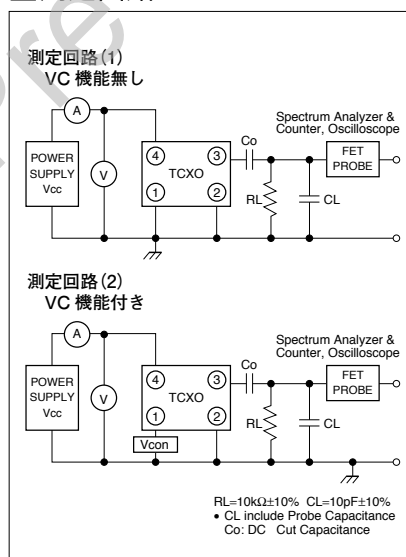 測定回路(1)
VC 機能無し
A
POWER
SUPPLY
Vcc
V
4
3
TCXO
1
2
Co
RL
CL
Spectrum Analyzer &
Counter, Oscilloscope
FET
PROBE
測定回路(2)
VC 機能付き
A
POWER
SUPPLY
Vcc
V
4
3
TCXO
1
2
Vcon
Co
RL
CL
Spectrum Analyzer &
Counter, Oscilloscope
FET
PROBE
RL=10kΩ±10% CL=10pF±10%
• CL include Probe Capacitance
Co: DC Cut Capacitance